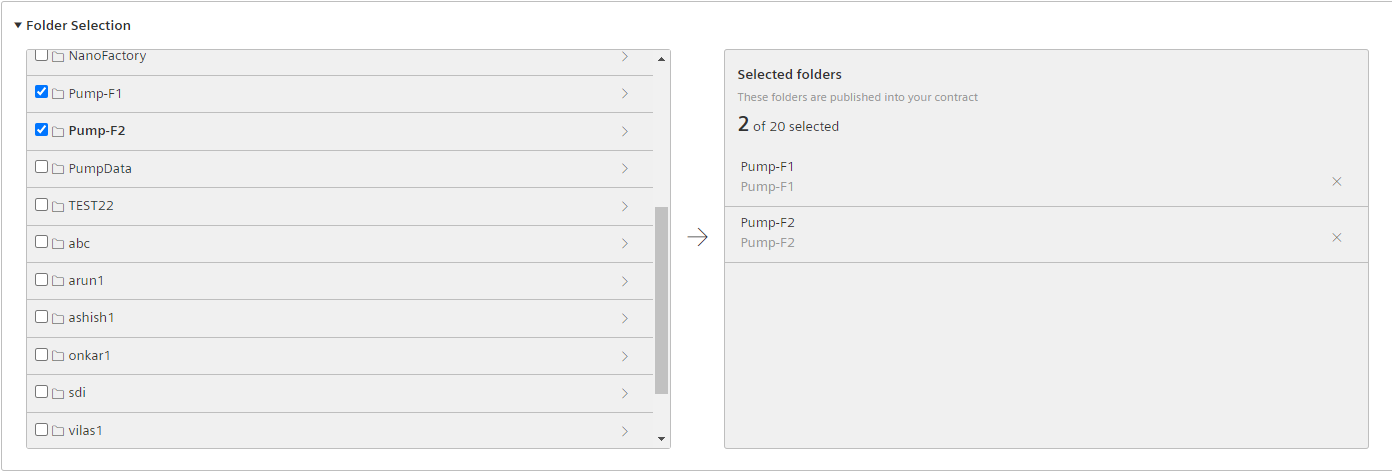 Folder Selection
NanoFactory
Pump-F1
Pump-F2
PumpData
TEST22
abc
arun1
ashish1
onkar1
sdi
vilas1
Selected folders
These folders are published into your contract
2 of 20 selected
Pump-F1
Pump-F1
Pump-F2
Pump-F2